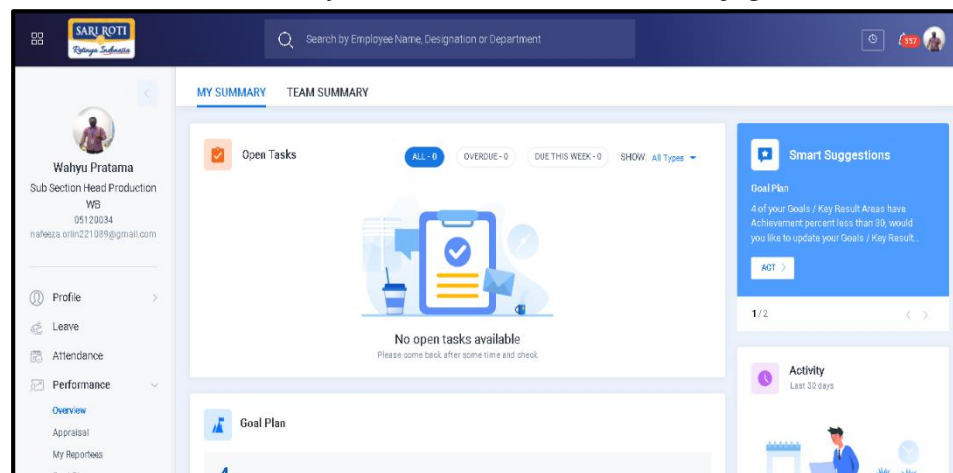 SARI ROTI
Rotinya Indonesia
Search by Employee Name, Designation or Department
557
Wahyu Pratama
Sub Section Head Production
WB
05120034
nafeeza.orlin221089@gmail.com
Profile
Leave
Attendance
Performance
Overview
Appraisal
My Reportees
MY SUMMARY TEAM SUMMARY
Open Tasks
ALL - 0 OVERDUE - 0 DUE THIS WEEK - 0 SHOW: All Types
No open tasks available
Please come back after some time and check.
Goal Plan
4
Smart Suggestions
Goal Plan
4 of your Goals / Key Result Areas have
Achievement percent less than 30, would
you like to update your Goals / Key Result...
ACT >
1/2
Activity
Last 30 days